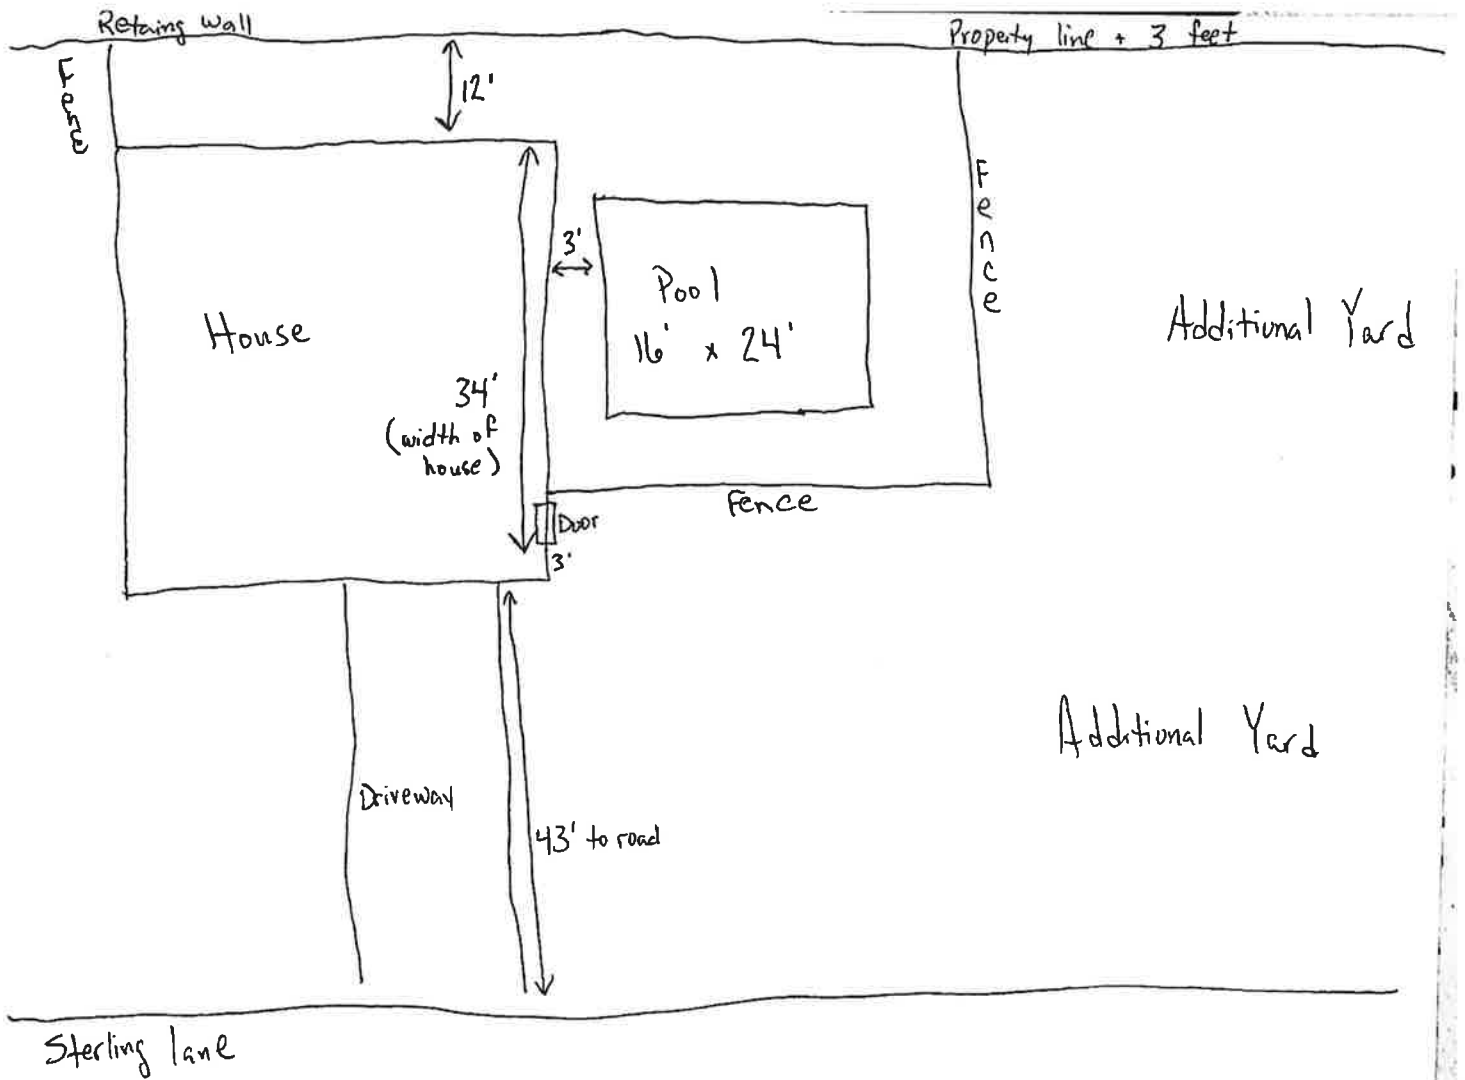 Retaing wall
Property line + 3 feet
Fence
12'
Fence
3'
Pool
16' x 24'
House
Additional Yard
34'
(width of
house)
Fence
Door
3'
Additional Yard
Driveway
43' to road
Sterling lane